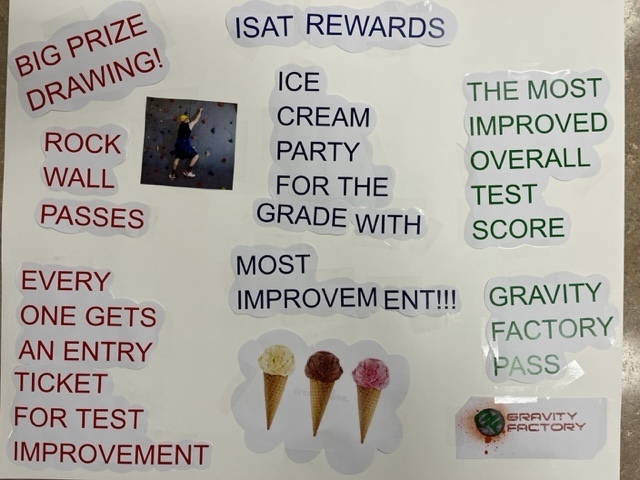 ISAT REWARDS
BIG PRIZE
DRAWING!
ROCK
WALL
PASSES
EVERY
ONE GETS
AN ENTRY
TICKET
FOR TEST
IMPROVEMENT
ICE
CREAM
PARTY
FOR THE
GRADE WITH
MOST
IMPROVEMENT!!!
THE MOST
IMPROVED
OVERALL
TEST
SCORE
GRAVITY
FACTORY
PASS
GRAVITY
FACTORY